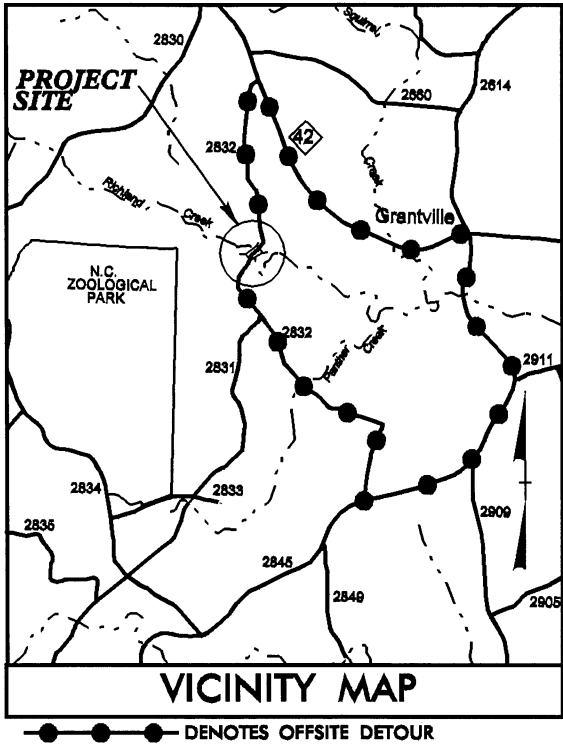 Squirrel
2830
PROJECT
SITE
2614
2660
42
2832
Creek
Richland
Creek
Grantville
N.C.
ZOOLOGICAL
PARK
2832
Panther
Creek
2831
2911
2834
2833
2909
2835
2845
2849
2905
VICINITY MAP
DENOTES OFFSITE DETOUR